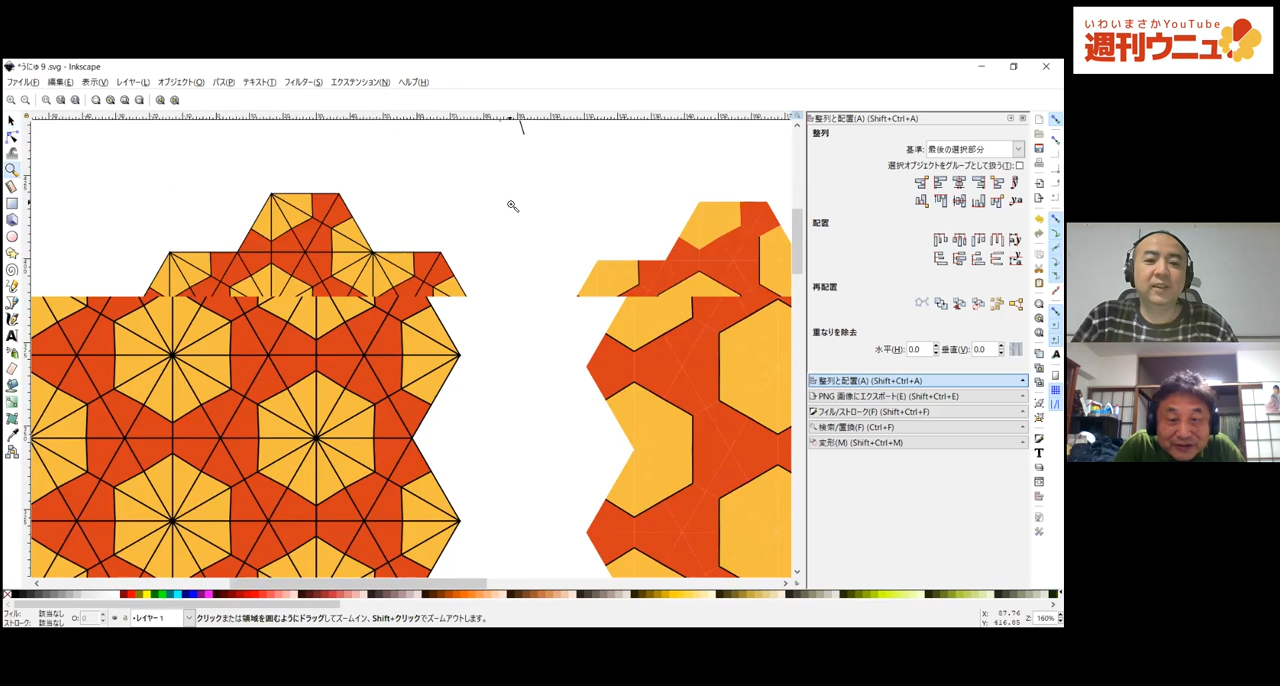 いわいまさかYouTube
週刊ウニュ
*うにゅ9.svg - Inkscape
ファイル(F) 編集(E) 表示(V) レイヤー(L) オブジェクト(O) パス(P) テキスト(T) フィルター(S) エクステンション(N) ヘルプ(H)
整列と配置(A) (Shift+Ctrl+A)
整列
基準: 最後の選択部分
選択オブジェクトをグループとして扱う(T):
配置
再配置
重なりを除去
水平(H): 0.0 垂直(V): 0.0
整列と配置(A) (Shift+Ctrl+A)
PNG 画像にエクスポート(E) (Shift+Ctrl+E)
フィル/ストローク(F) (Shift+Ctrl+F)
検索/置換(F) (Ctrl+F)
変形(M) (Shift+Ctrl+M)
フィル: 該当なし
ストローク: 該当なし
O: 0
レイヤー 1
クリックまたは領域を囲むようにドラッグしてズームイン、Shift+クリックでズームアウトします。
X: 87.76
Y: 416.85
Z: 160%